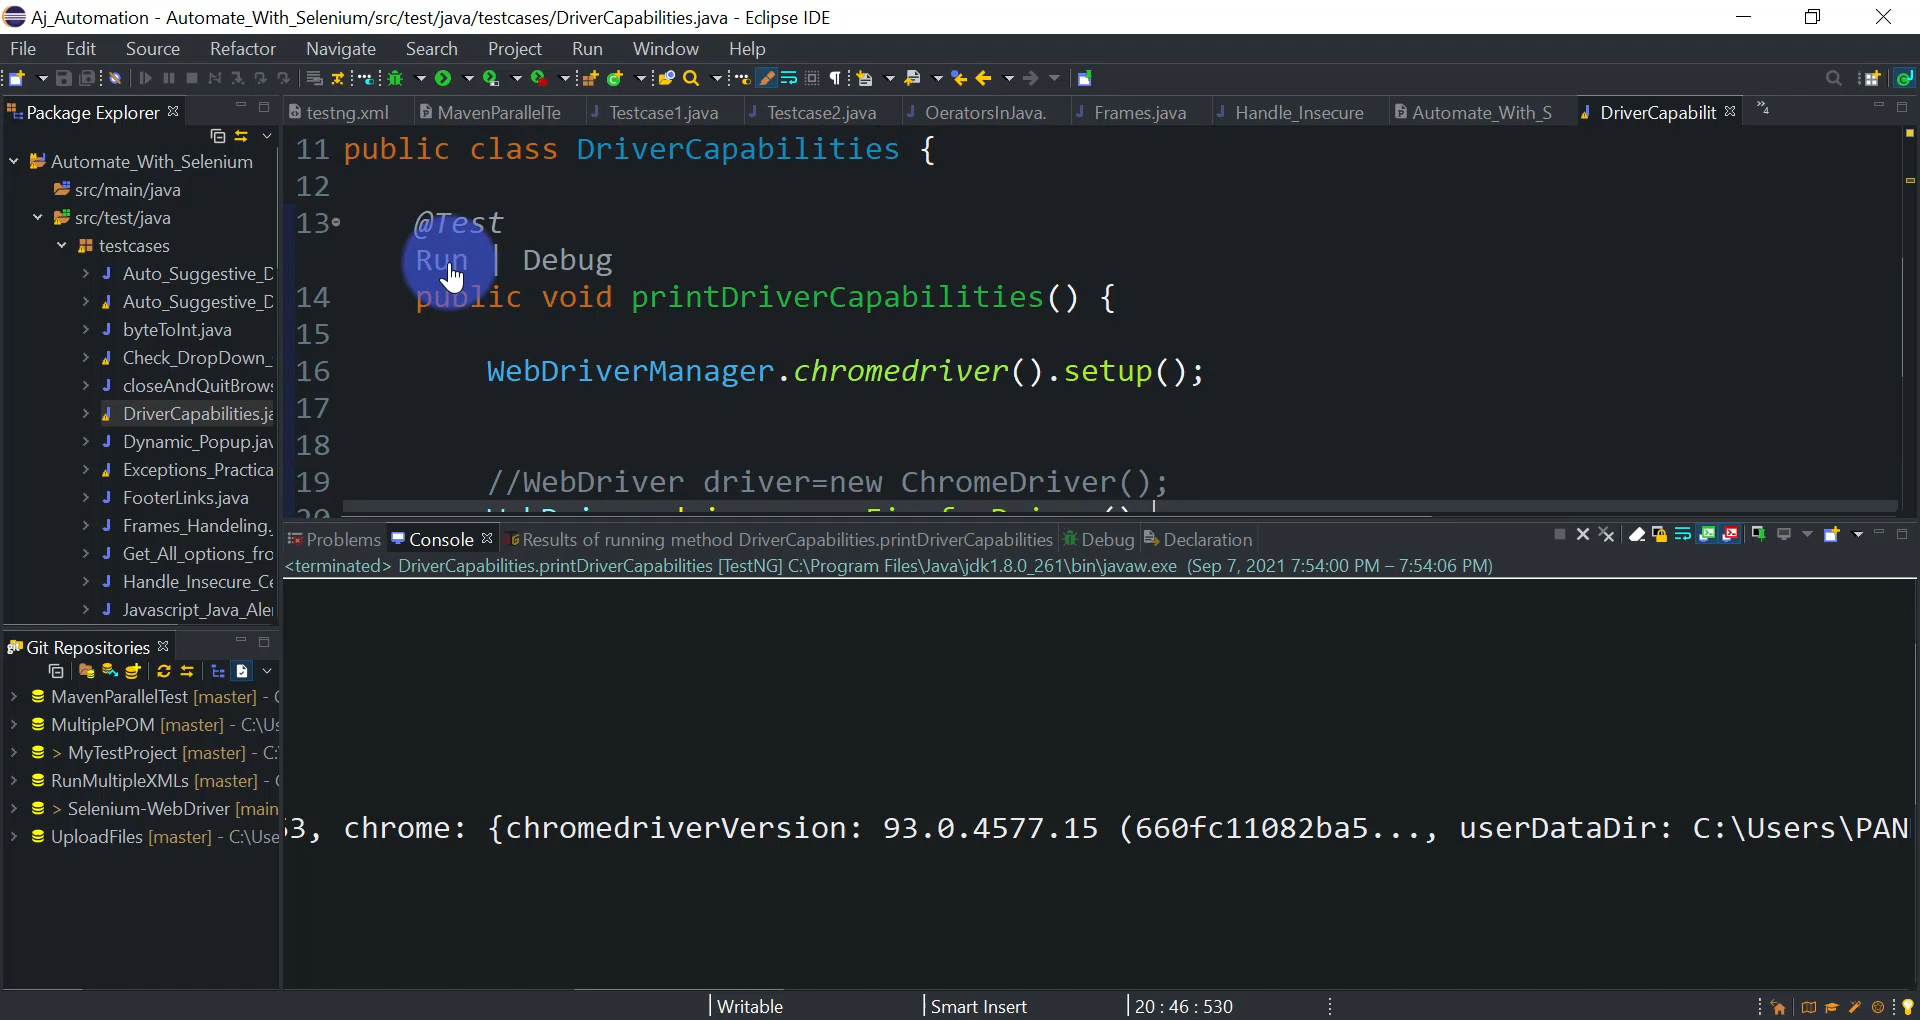 Aj_Automation - Automate_With_Selenium/src/test/java/testcases/DriverCapabilities.java - Eclipse IDE
File Edit Source Refactor Navigate Search Project Run Window Help
Package Explorer
testng.xml MavenParallelTe Testcase1.java Testcase2.java OeratorsInJava. Frames.java Handle_Insecure Automate_With_S DriverCapabilit »4
Automate_With_Selenium
src/main/java
src/test/java
testcases
Auto_Suggestive_D
Auto_Suggestive_D
byteToInt.java
Check_DropDown_
closeAndQuitBrows
DriverCapabilities.ja
Dynamic_Popup.jav
Exceptions_Practica
FooterLinks.java
Frames_Handeling.
Get_All_options_fro
Handle_Insecure_Ce
Javascript_Java_Aler
11 public class DriverCapabilities {
12
13 @Test
Run | Debug
14 public void printDriverCapabilities() {
15
16 WebDriverManager.chromedriver().setup();
17
18
19 //WebDriver driver=new ChromeDriver();
Problems Console Results of running method DriverCapabilities.printDriverCapabilities Debug Declaration
<terminated> DriverCapabilities.printDriverCapabilities [TestNG] C:\Program Files\Java\jdk1.8.0_261\bin\javaw.exe (Sep 7, 2021 7:54:00 PM – 7:54:06 PM)
3, chrome: {chromedriverVersion: 93.0.4577.15 (660fc11082ba5..., userDataDir: C:\Users\PAN
Git Repositories
MavenParallelTest [master] - C
MultiplePOM [master] - C:\Us
> MyTestProject [master] - C:
RunMultipleXMLs [master] - C
> Selenium-WebDriver [main
UploadFiles [master] - C:\Use
Writable Smart Insert 20 : 46 : 530